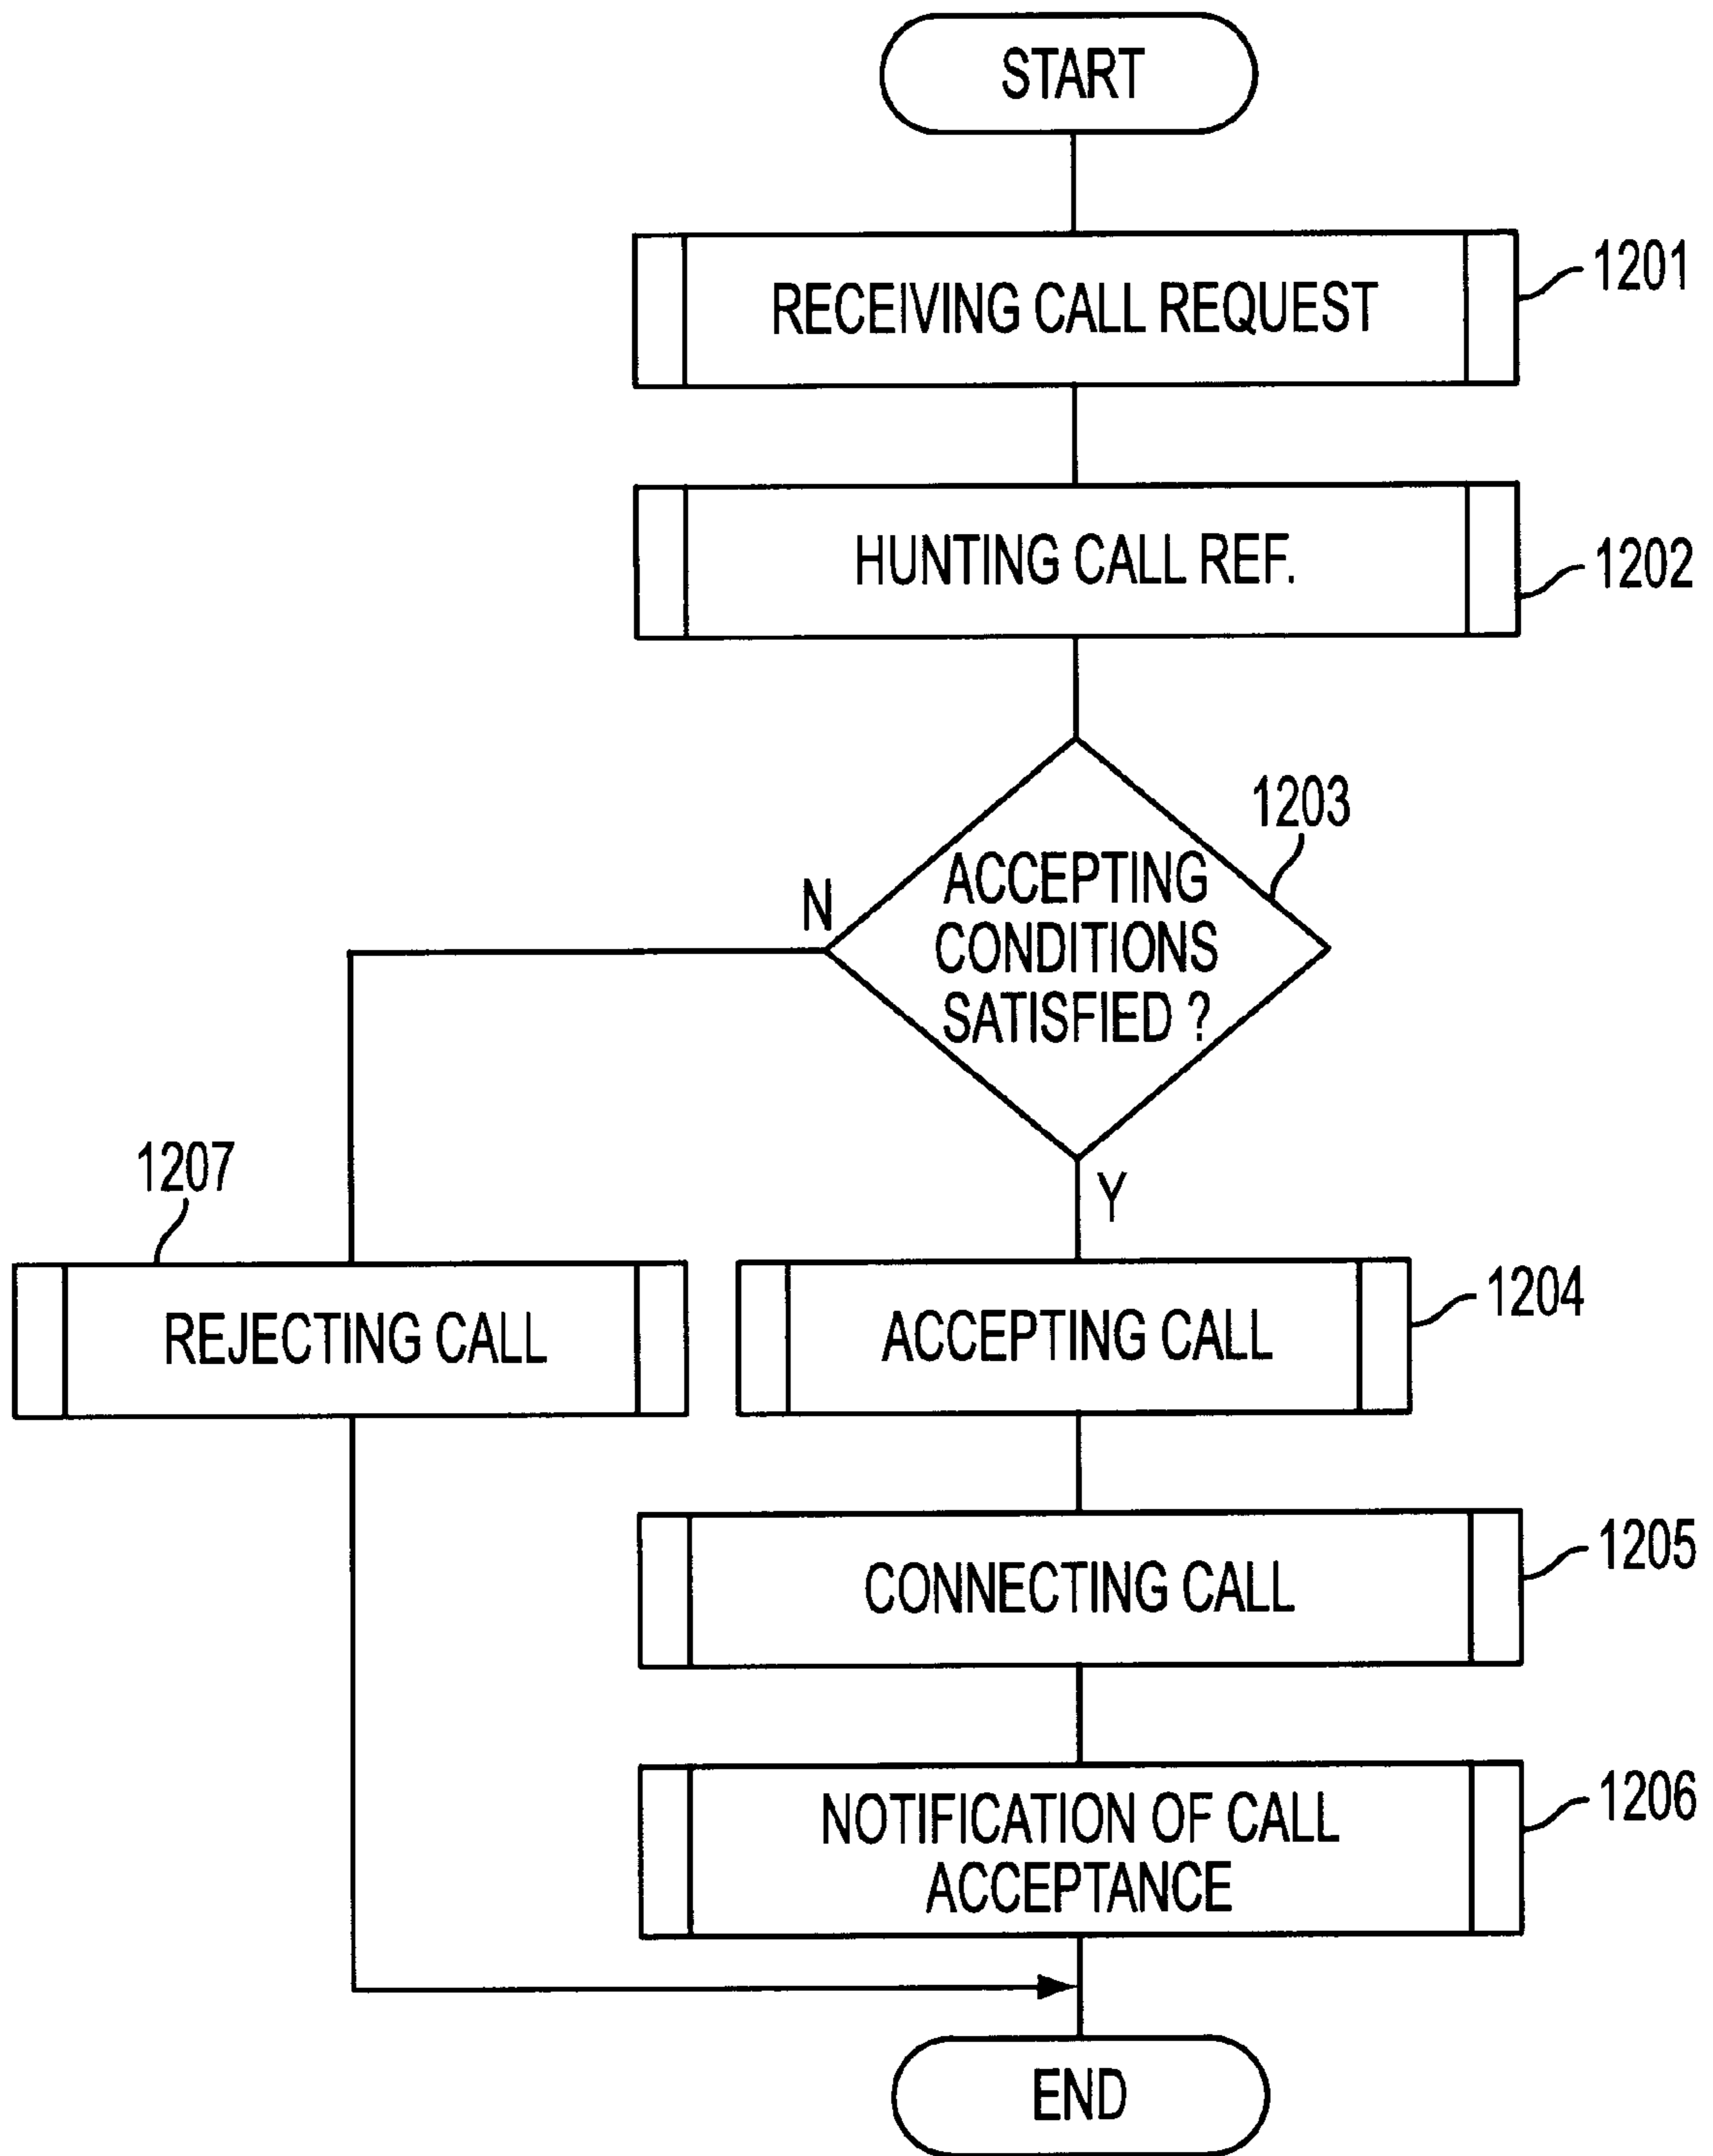 START
RECEIVING CALL REQUEST
1201
HUNTING CALL REF.
1202
1203
ACCEPTING
CONDITIONS
SATISFIED ?
N
Y
1207
REJECTING CALL
ACCEPTING CALL
1204
CONNECTING CALL
1205
NOTIFICATION OF CALL
ACCEPTANCE
1206
END